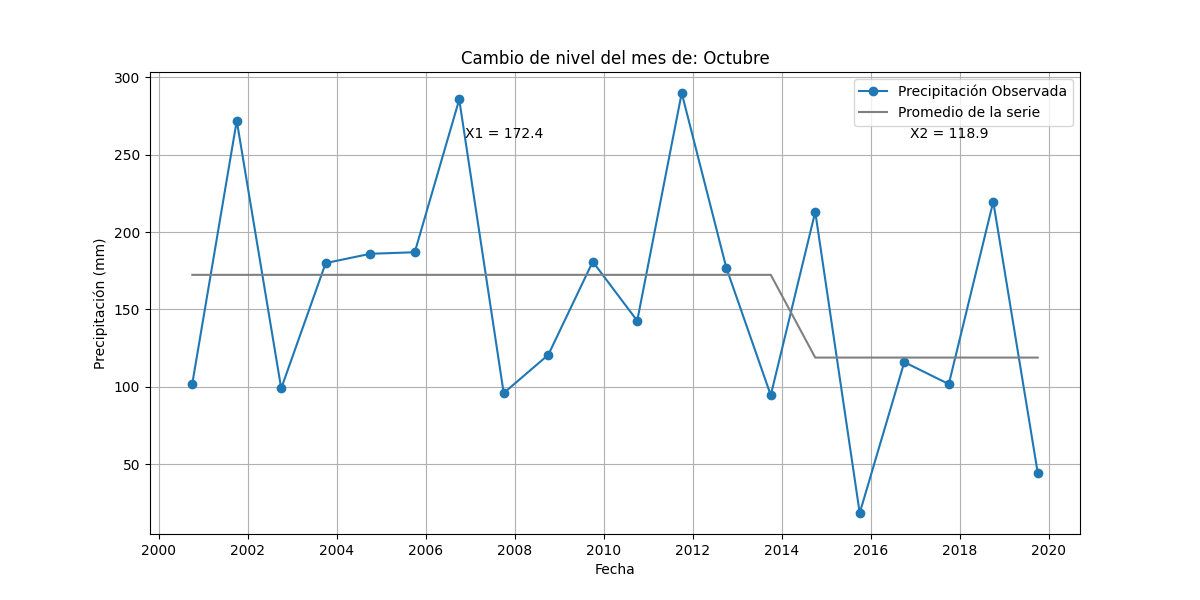 Cambio de nivel del mes de: Octubre
Precipitación Observada
Promedio de la serie
X1 = 172.4
X2 = 118.9
Precipitación (mm)
300
250
200
150
100
50
2000 2002 2004 2006 2008 2010 2012 2014 2016 2018 2020
Fecha